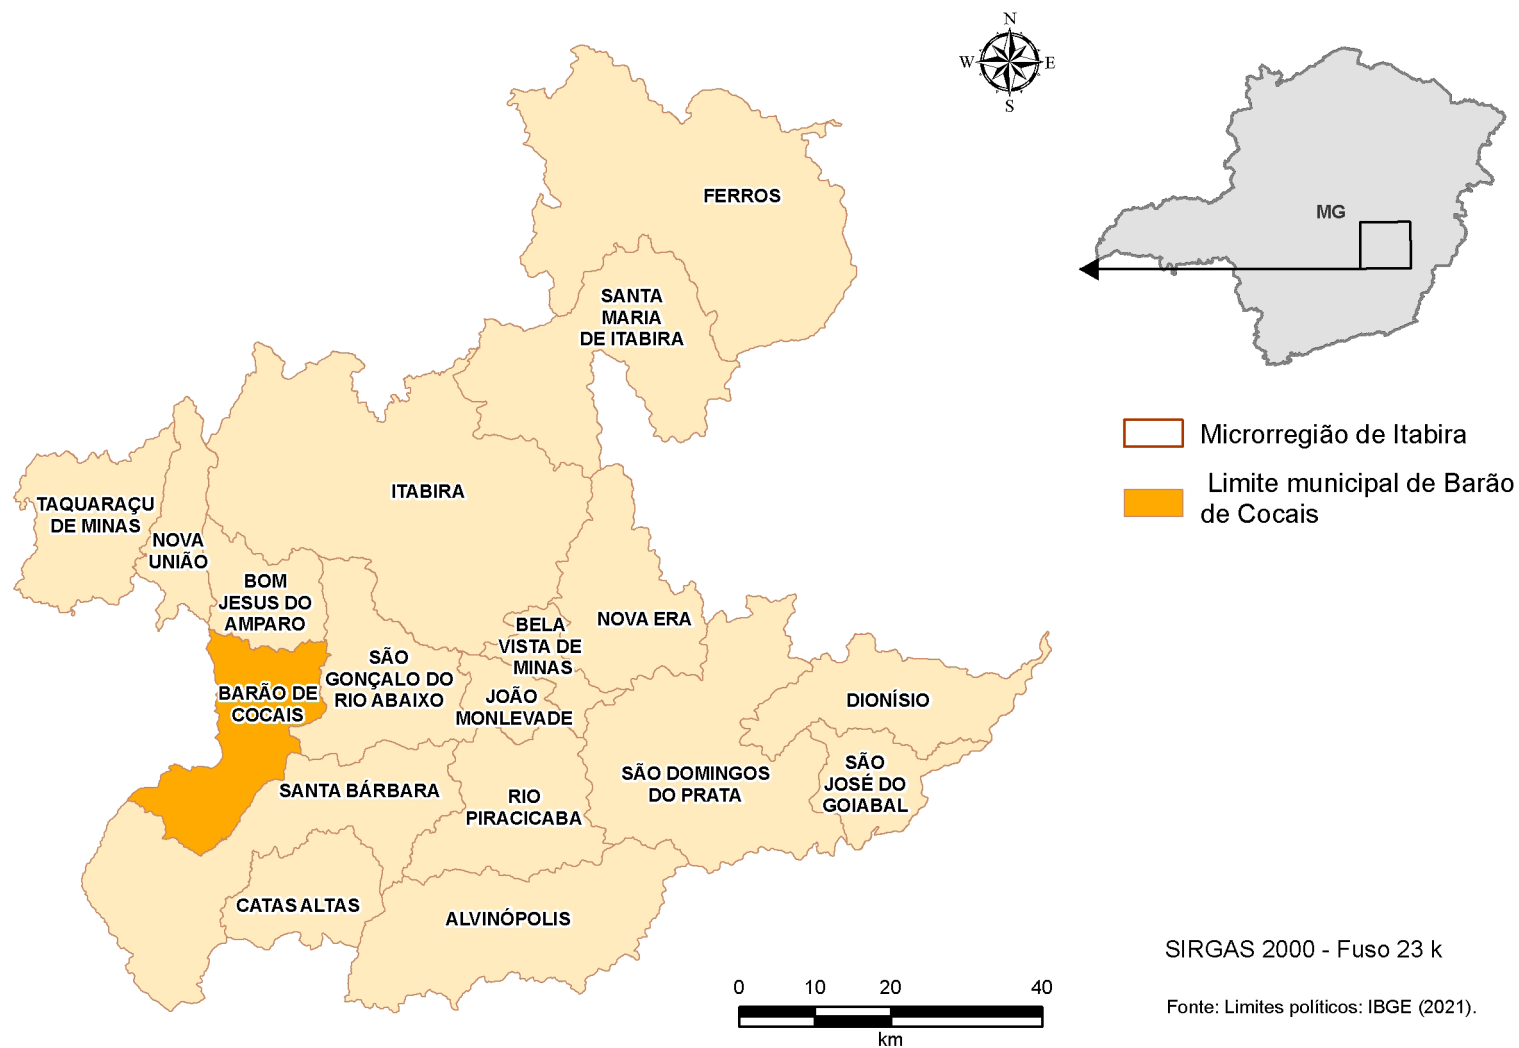 N
W E
S
FERROS
MG
SANTA
MARIA
DE ITABIRA
Microrregião de Itabira
Limite municipal de Barão
de Cocais
ITABIRA
TAQUARAÇU
DE MINAS
NOVA
UNIÃO
BOM
JESUS DO
AMPARO
NOVA ERA
BELA
VISTA DE
MINAS
SÃO
GONÇALO DO
RIO ABAIXO
BARÃO DE
COCAIS
JOÃO
MONLEVADE
DIONÍSIO
SÃO DOMINGOS
DO PRATA
SÃO
JOSÉ DO
GOIABAL
SANTA BÁRBARA
RIO
PIRACICABA
CATAS ALTAS
ALVINÓPOLIS
SIRGAS 2000 - Fuso 23 k
0 10 20 40
km
Fonte: Limites políticos: IBGE (2021).